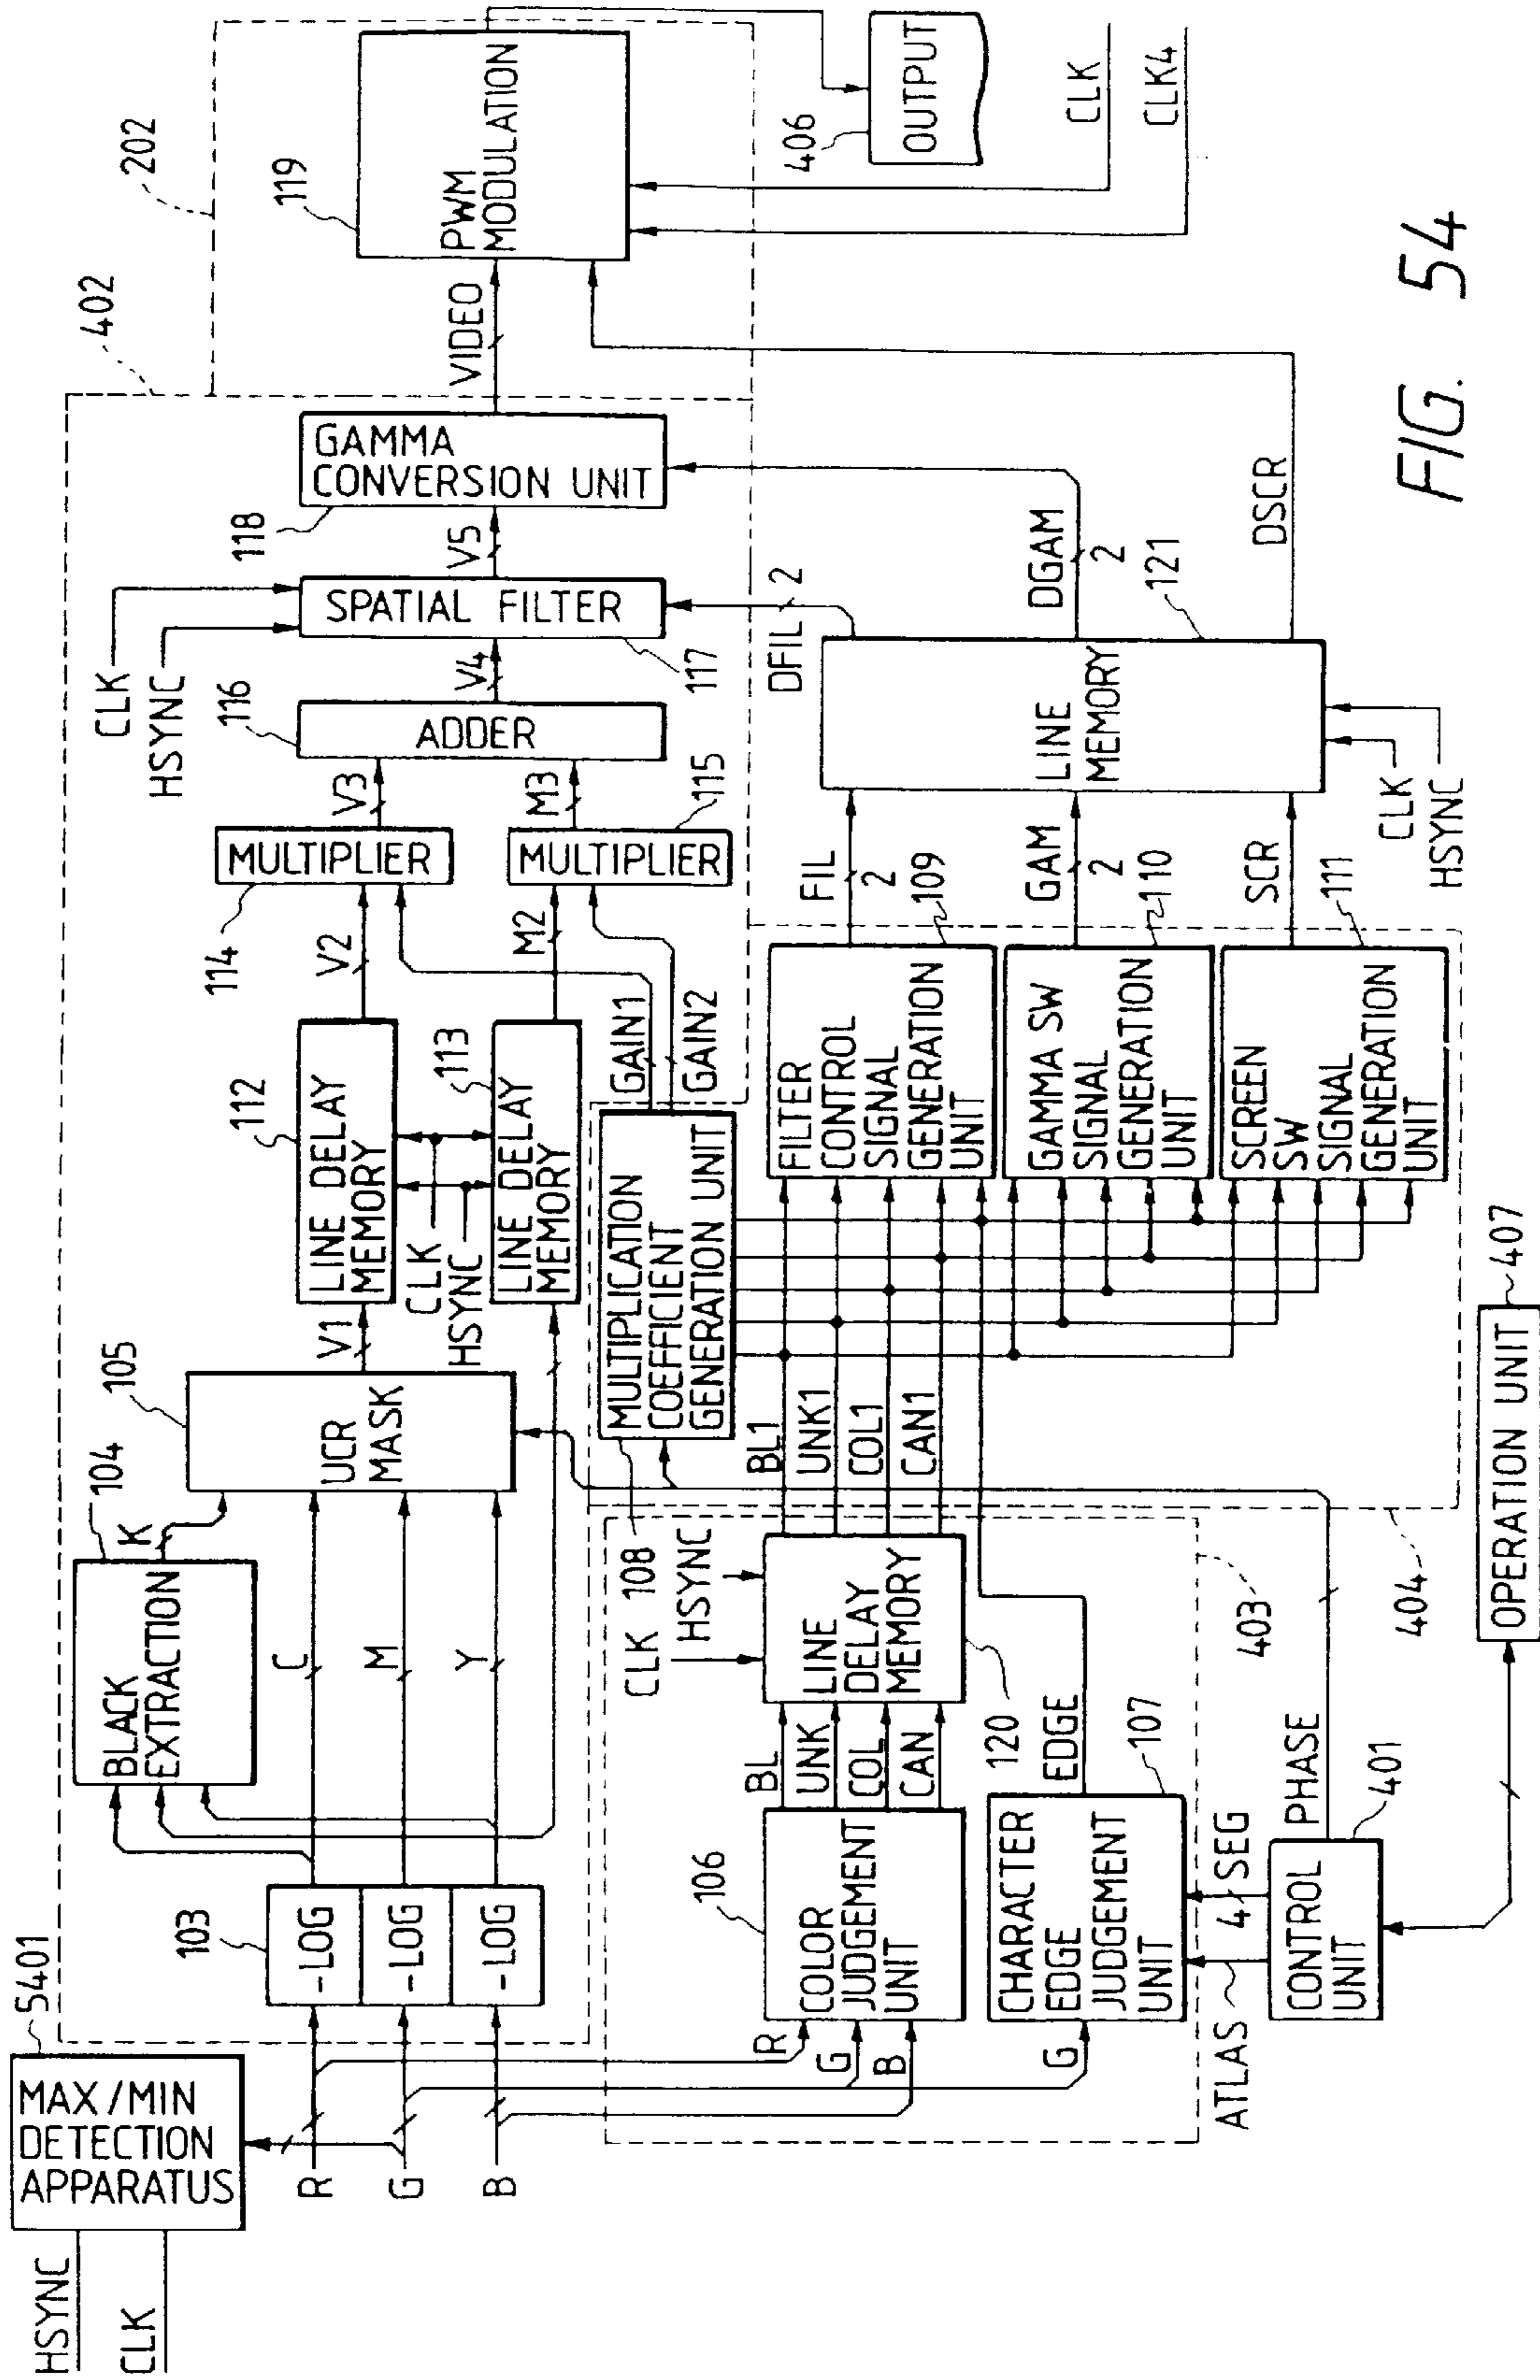 HSYNC
CLK
MAX/MIN
DETECTION
APPARATUS
5401
R
G
B
103
-LOG
-LOG
-LOG
BLACK
EXTRACTION
104
K
C
M
Y
105
UCR
MASK
V1
112
LINE DELAY
MEMORY
CLK
HSYNC
113
LINE DELAY
MEMORY
V2
M2
114
MULTIPLIER
MULTIPLIER
115
V3
M3
116
ADDER
V4
CLK
HSYNC
SPATIAL FILTER
117
V5
118
GAMMA
CONVERSION UNIT
402
VIDEO
202
119
PWM
MODULATION
406
OUTPUT
CLK
CLK4
R
G
B
106
COLOR
JUDGEMENT
UNIT
BL
UNK
COL
CAN
CLK
HSYNC
LINE
DELAY
MEMORY
120
G
CHARACTER
EDGE
JUDGEMENT
UNIT
107
EDGE
403
BL1
UNK1
COL1
CAN1
108
MULTIPLICATION
COEFFICIENT
GENERATION UNIT
GAIN1
GAIN2
FILTER
CONTROL
SIGNAL
GENERATION
UNIT
109
FIL
2
GAMMA SW
SIGNAL
GENERATION
UNIT
110
GAM
2
SCREEN
SW
SIGNAL
GENERATION
UNIT
111
SCR
LINE
MEMORY
121
CLK
HSYNC
DFIL
2
DGAM
2
DSCR
ATLAS
4
SEG
CONTROL
UNIT
401
PHASE
404
OPERATION UNIT
407
FIG. 54